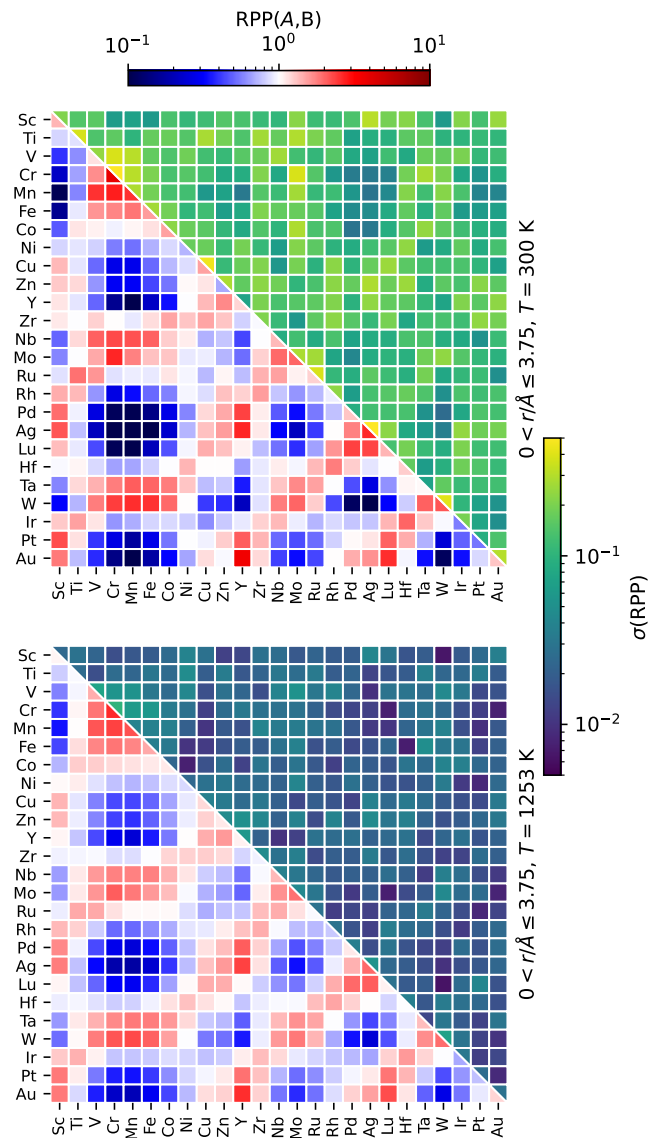 RPP(A,B)
10⁻¹ 10⁰ 10¹
Sc
Ti
V
Cr
Mn
Fe
Co
Ni
Cu
Zn
Y
Zr
Nb
Mo
Ru
Rh
Pd
Ag
Lu
Hf
Ta
W
Ir
Pt
Au
Sc Ti V Cr Mn Fe Co Ni Cu Zn Y Zr Nb Mo Ru Rh Pd Ag Lu Hf Ta W Ir Pt Au
0 < r/Å ≤ 3.75, T = 300 K
10⁻¹
10⁻²
σ(RPP)
Sc
Ti
V
Cr
Mn
Fe
Co
Ni
Cu
Zn
Y
Zr
Nb
Mo
Ru
Rh
Pd
Ag
Lu
Hf
Ta
W
Ir
Pt
Au
Sc Ti V Cr Mn Fe Co Ni Cu Zn Y Zr Nb Mo Ru Rh Pd Ag Lu Hf Ta W Ir Pt Au
0 < r/Å ≤ 3.75, T = 1253 K